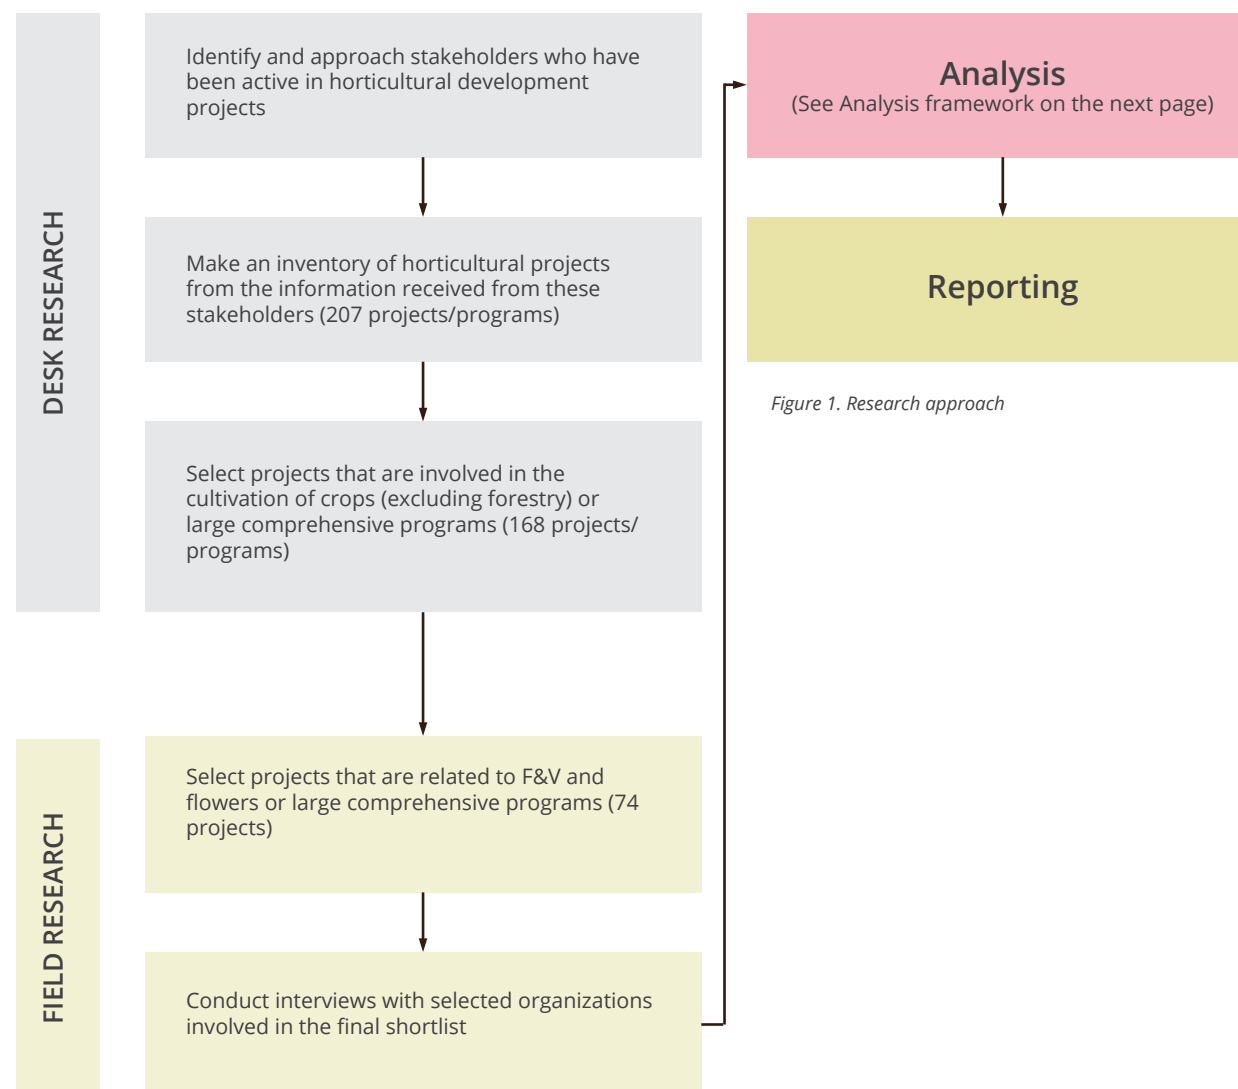 DESK RESEARCH
Identify and approach stakeholders who have
been active in horticultural development
projects
Make an inventory of horticultural projects
from the information received from these
stakeholders (207 projects/programs)
Select projects that are involved in the
cultivation of crops (excluding forestry) or
large comprehensive programs (168 projects/
programs)
FIELD RESEARCH
Select projects that are related to F&V and
flowers or large comprehensive programs (74
projects)
Conduct interviews with selected organizations
involved in the final shortlist
Analysis
(See Analysis framework on the next page)
Reporting
Figure 1. Research approach